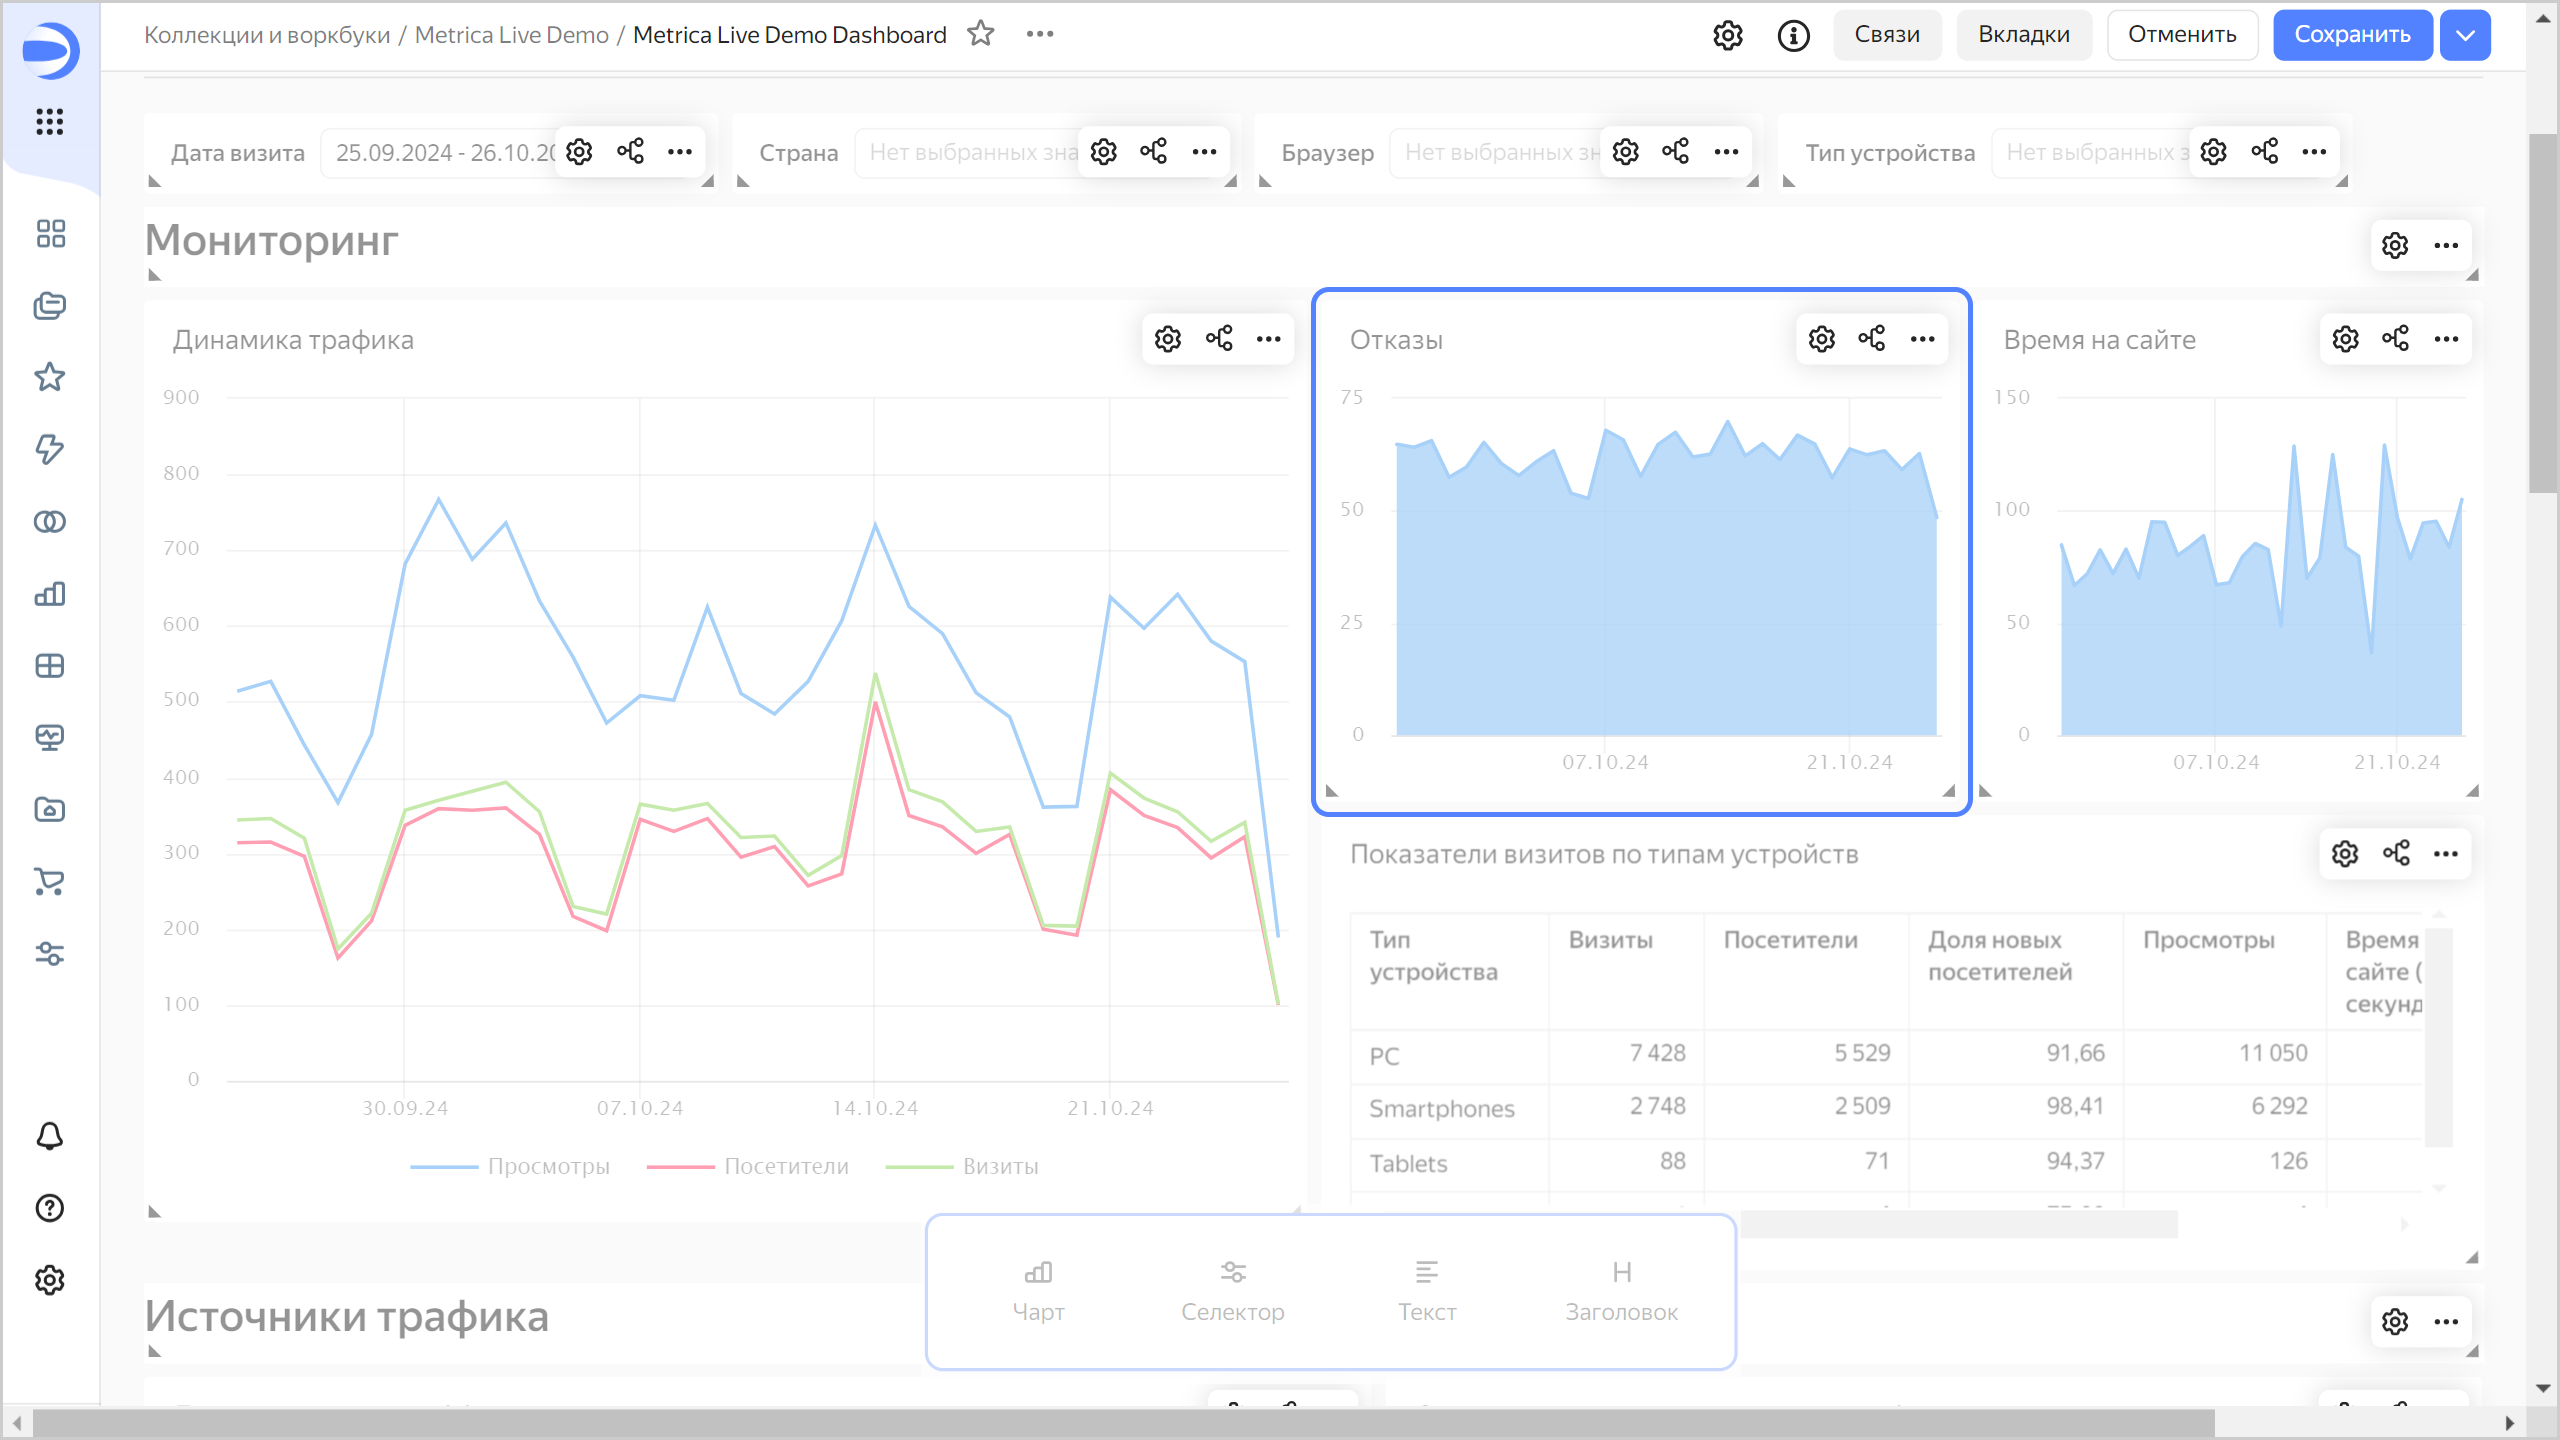 Коллекции и воркбуки / Metrica Live Demo / Metrica Live Demo Dashboard
Связи
Вкладки
Отменить
Сохранить
Дата визита
25.09.2024 - 26.10.20
Страна
Нет выбранных зна
Браузер
Нет выбранных зн
Тип устройства
Нет выбранных з
Мониторинг
Динамика трафика
900
800
700
600
500
400
300
200
100
0
30.09.24
07.10.24
14.10.24
21.10.24
Просмотры
Посетители
Визиты
Отказы
75
50
25
0
07.10.24
21.10.24
Время на сайте
150
100
50
0
07.10.24
21.10.24
Показатели визитов по типам устройств
Тип устройства
Визиты
Посетители
Доля новых посетителей
Просмотры
Время сайте ( секунд
PC 7 428 5 529 91,66 11 050
Smartphones 2 748 2 509 98,41 6 292
Tablets 88 71 94,37 126
Чарт
Селектор
Текст
Заголовок
Источники трафика